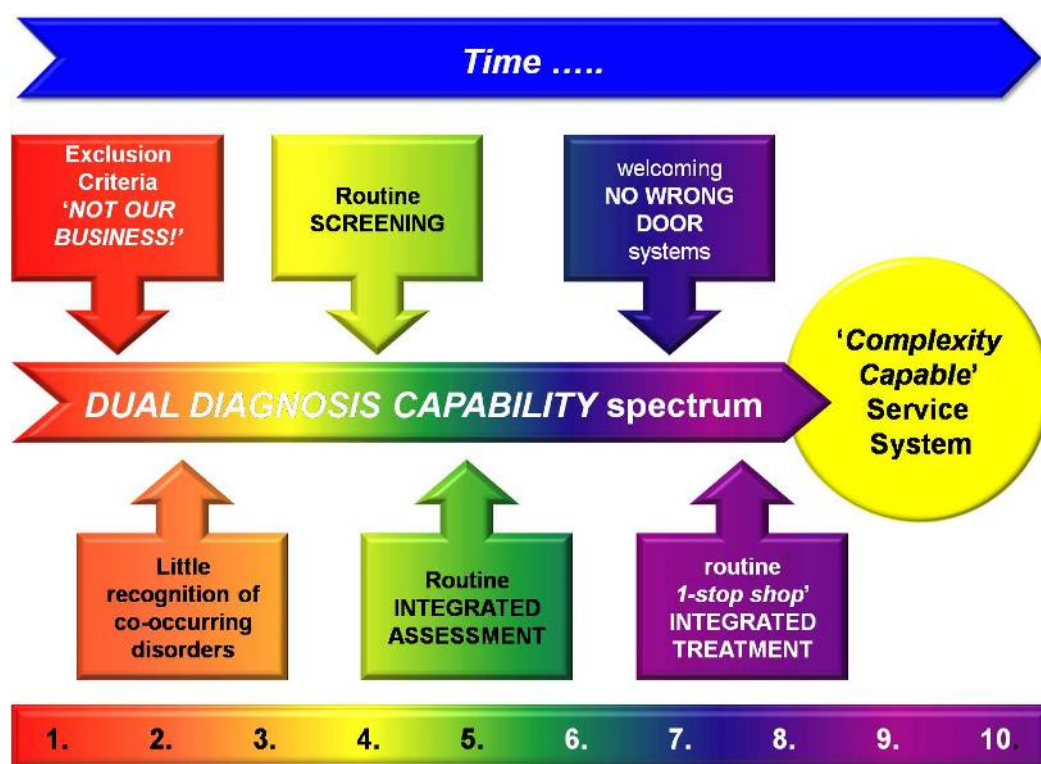 Time .....
Exclusion
Criteria
‘NOT OUR
BUSINESS!’
Routine
SCREENING
welcoming
NO WRONG
DOOR
systems
DUAL DIAGNOSIS CAPABILITY spectrum
‘Complexity
Capable’
Service
System
Little
recognition of
co-occurring
disorders
Routine
INTEGRATED
ASSESSMENT
routine
1-stop shop’
INTEGRATED
TREATMENT
1. 2. 3. 4. 5. 6. 7. 8. 9. 10.